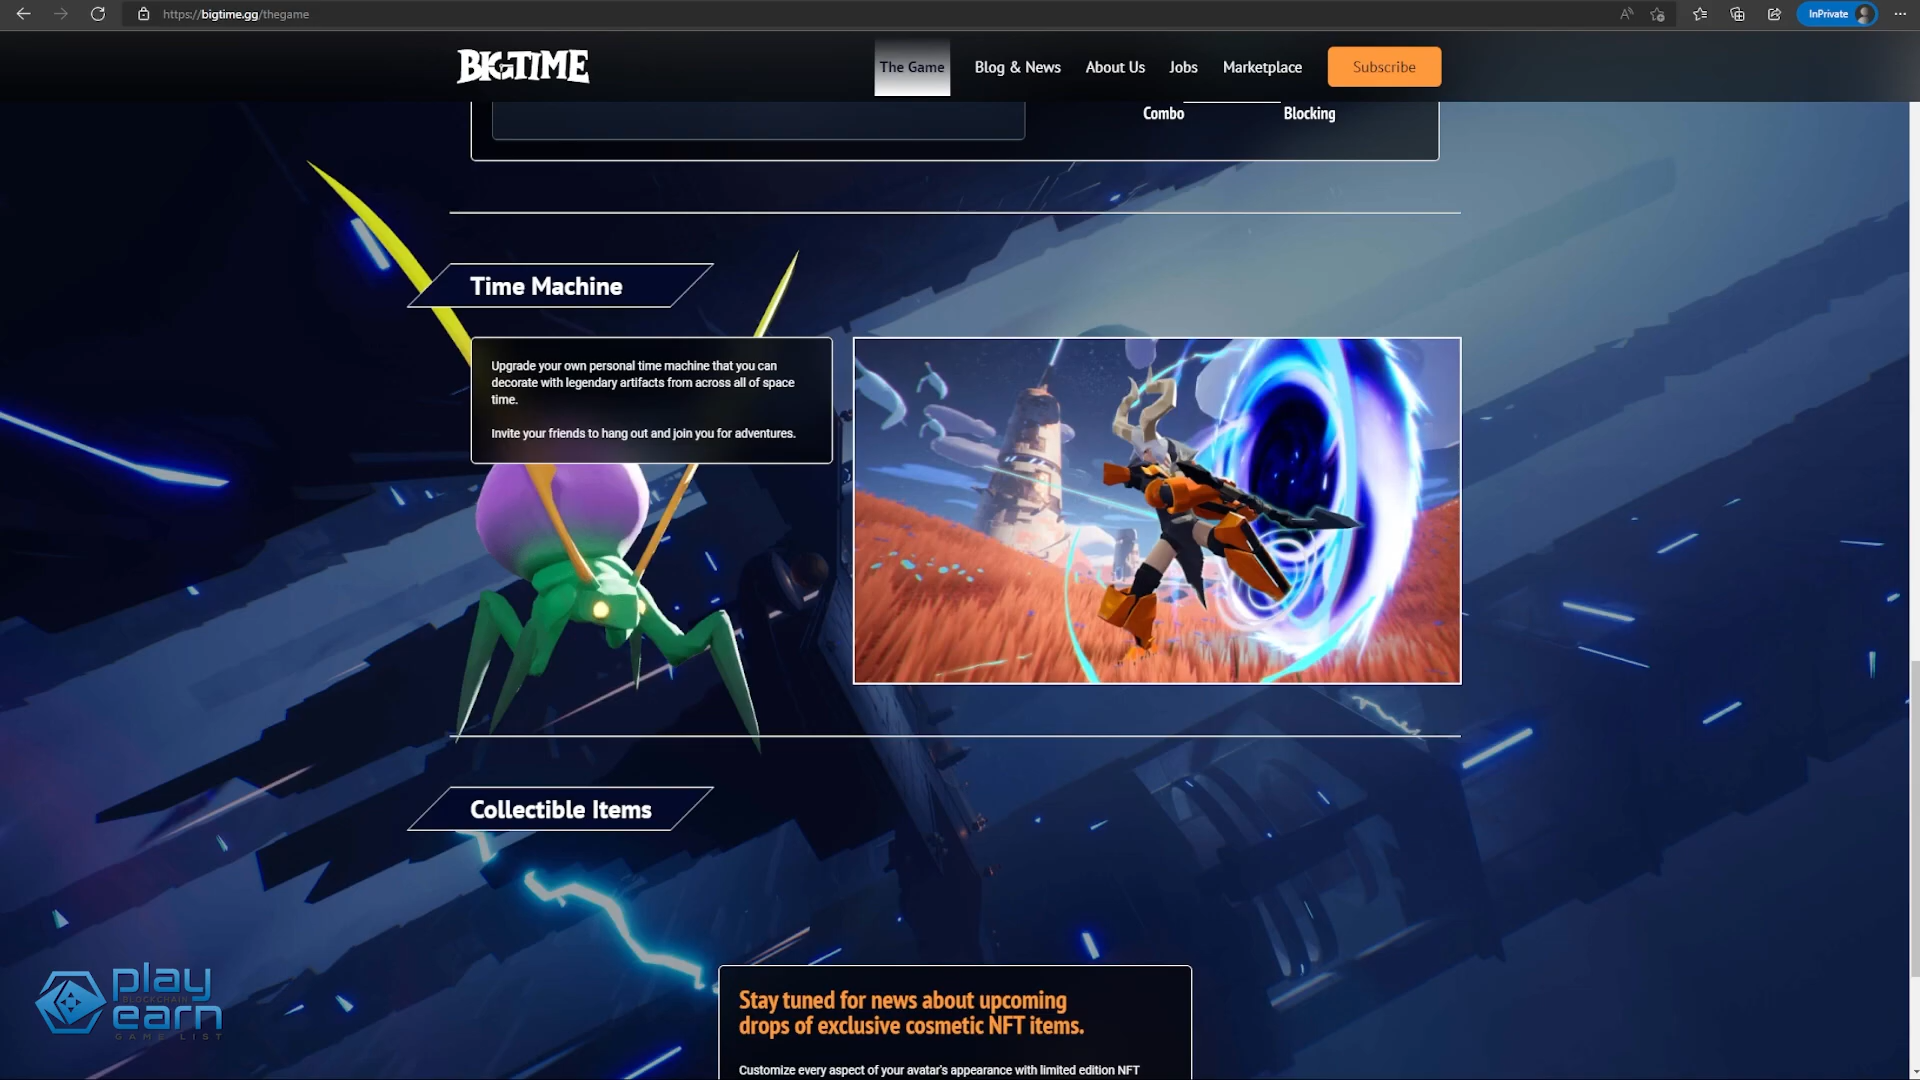 https://bigtime.gg/thegame
InPrivate
BIGTIME
The Game
Blog & News
About Us
Jobs
Marketplace
Subscribe
Combo
Blocking
Time Machine
Upgrade your own personal time machine that you can
decorate with legendary artifacts from across all of space
time.
Invite your friends to hang out and join you for adventures.
Collectible Items
Stay tuned for news about upcoming
drops of exclusive cosmetic NFT items.
Customize every aspect of your avatar's appearance with limited edition NFT
play
BLOCKCHAIN
earn
GAME LIST